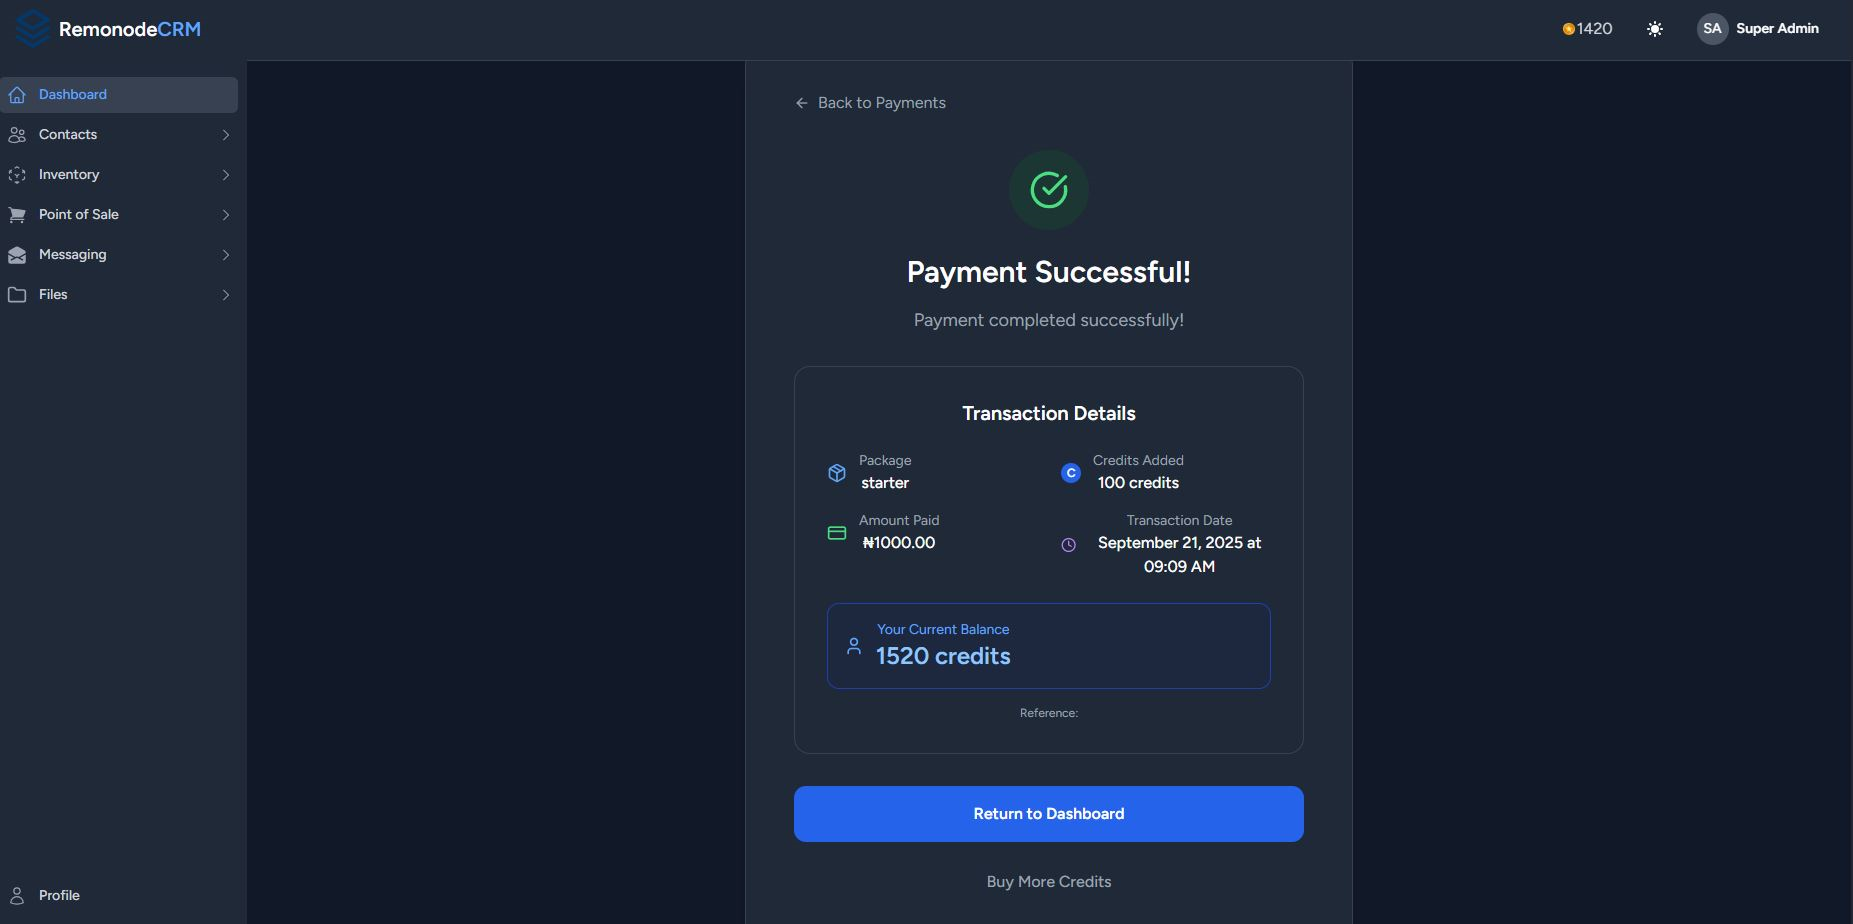 RemonodeCRM
1420
SA
Super Admin
Dashboard
Contacts
Inventory
Point of Sale
Messaging
Files
Profile
Back to Payments
Payment Successful!
Payment completed successfully!
Transaction Details
Package
starter
C
Credits Added
100 credits
Amount Paid
₦1000.00
Transaction Date
September 21, 2025 at
09:09 AM
Your Current Balance
1520 credits
Reference:
Return to Dashboard
Buy More Credits